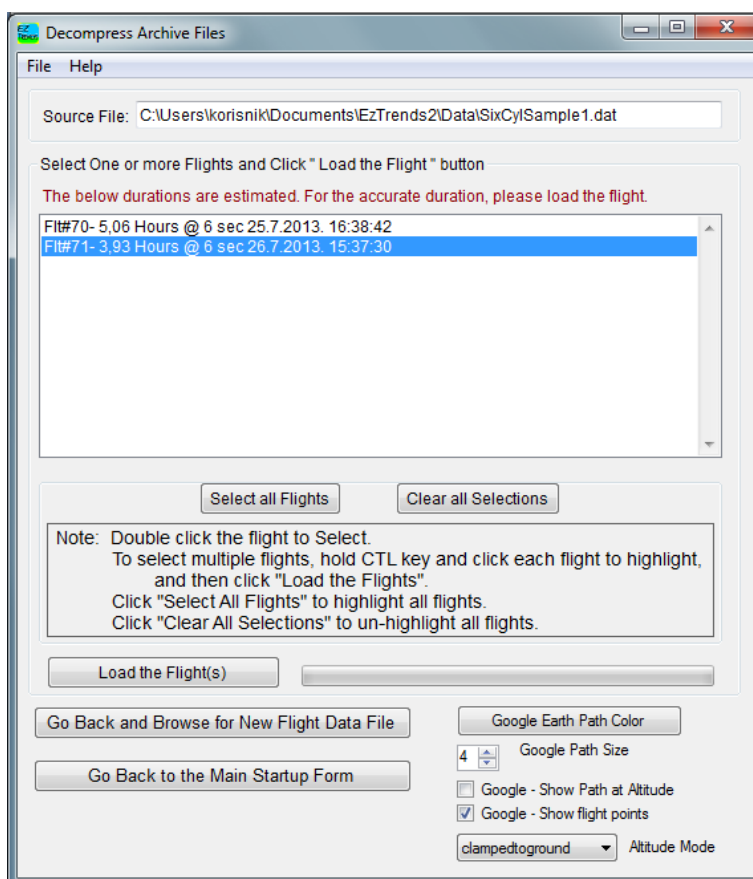 EZ
Trends
Decompress Archive Files
File Help
Source File: C:\Users\korisnik\Documents\EzTrends2\Data\SixCylSample1.dat
Select One or more Flights and Click " Load the Flight " button
The below durations are estimated. For the accurate duration, please load the flight.
Flt#70- 5,06 Hours @ 6 sec 25.7.2013. 16:38:42
Flt#71- 3,93 Hours @ 6 sec 26.7.2013. 15:37:30
Select all Flights Clear all Selections
Note: Double click the flight to Select.
To select multiple flights, hold CTL key and click each flight to highlight,
and then click "Load the Flights".
Click "Select All Flights" to highlight all flights.
Click "Clear All Selections" to un-highlight all flights.
Load the Flight(s)
Go Back and Browse for New Flight Data File
Go Back to the Main Startup Form
Google Earth Path Color
4 Google Path Size
Google - Show Path at Altitude
Google - Show flight points
clampedtoground Altitude Mode